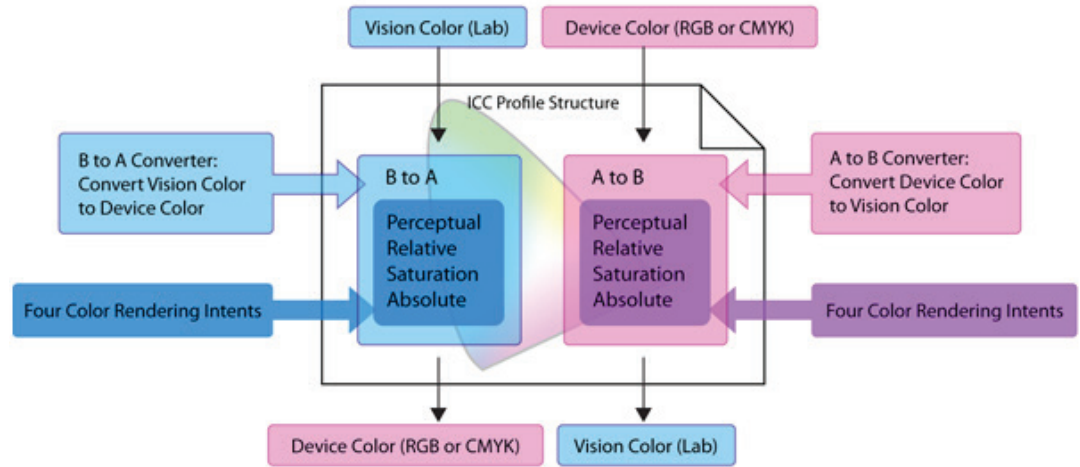 Vision Color (Lab)
Device Color (RGB or CMYK)
ICC Profile Structure
B to A Converter:
Convert Vision Color
to Device Color
B to A
A to B
A to B Converter:
Convert Device Color
to Vision Color
Perceptual
Relative
Saturation
Absolute
Perceptual
Relative
Saturation
Absolute
Four Color Rendering Intents
Four Color Rendering Intents
Device Color (RGB or CMYK)
Vision Color (Lab)